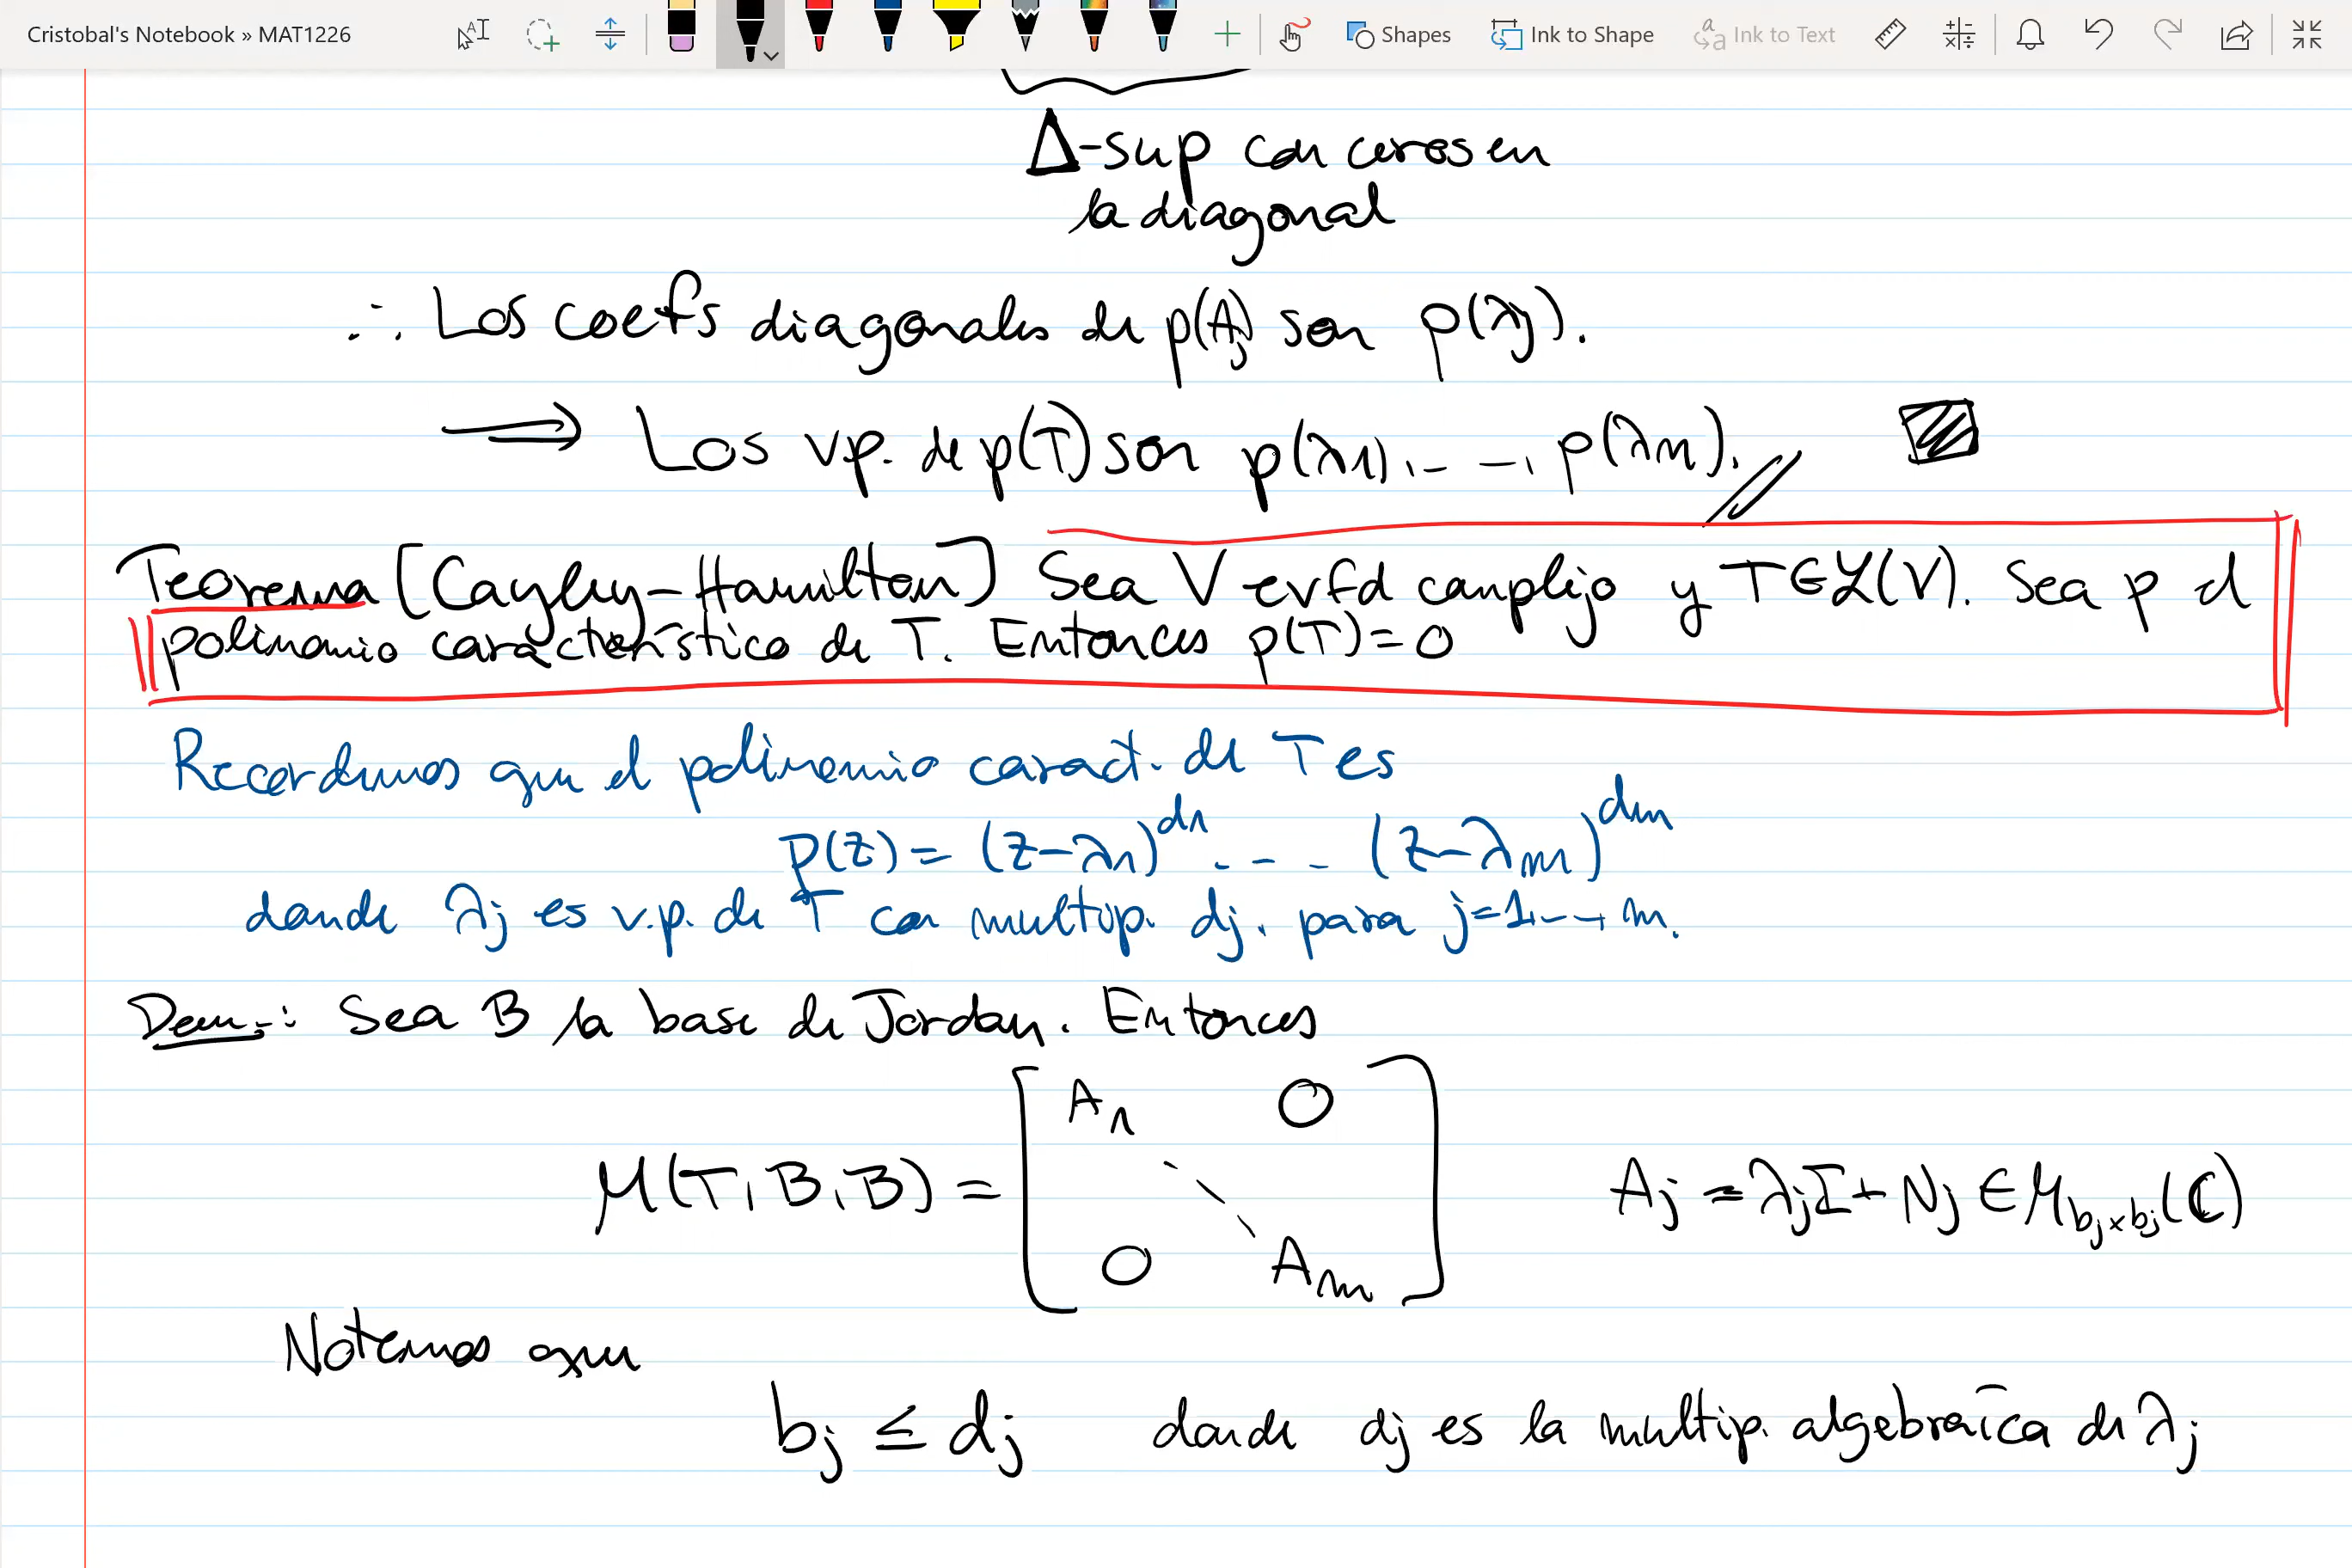 Cristobal's Notebook » MAT1226
Shapes
Ink to Shape
Ink to Text
Δ-sup con ceros en
la diagonal
∴ Los coefs diagonales de p(Aj) son p(λj).
⟹ Los v.p. de p(T) son p(λ1), ..., p(λm).
Teorema [Cayley-Hamilton] Sea V evfd complejo y T∈ℒ(V). Sea p el
polinomio característico de T. Entonces p(T)=0
Recordemos que el polinomio caract. de T es
p(z) = (z-λ1)^d1 .... (z-λm)^dm
donde λj es v.p. de T con multip. dj, para j=1,...,m.
Dem.: Sea B la base de Jordan. Entonces
M(T,B,B) = [A1 0 ⋱ 0 Am] Aj = λjI + Nj ∈ M_bj×bj(ℂ)
Notemos que
bj ≤ dj donde dj es la multip. algebraica de λj